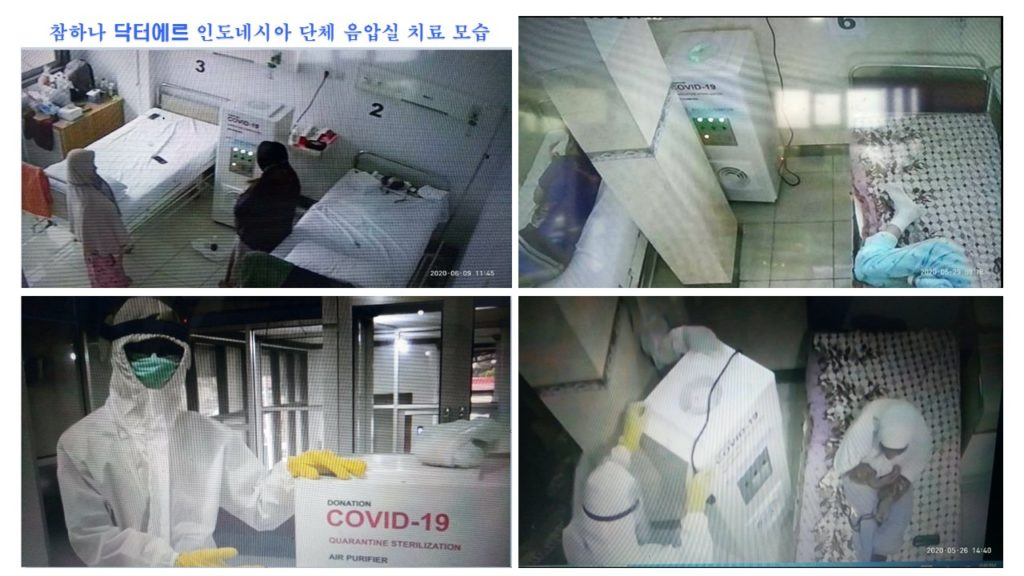 참하나 닥터에르 인도네시아 단체 음압실 치료 모습
3
2
COVID-19
2020-06-09 11:45
6
DONATION
COVID-19
DONATION
COVID-19
QUARANTINE STERILIZATION
AIR PURIFIER
COVID-19
2020-05-26 14:40